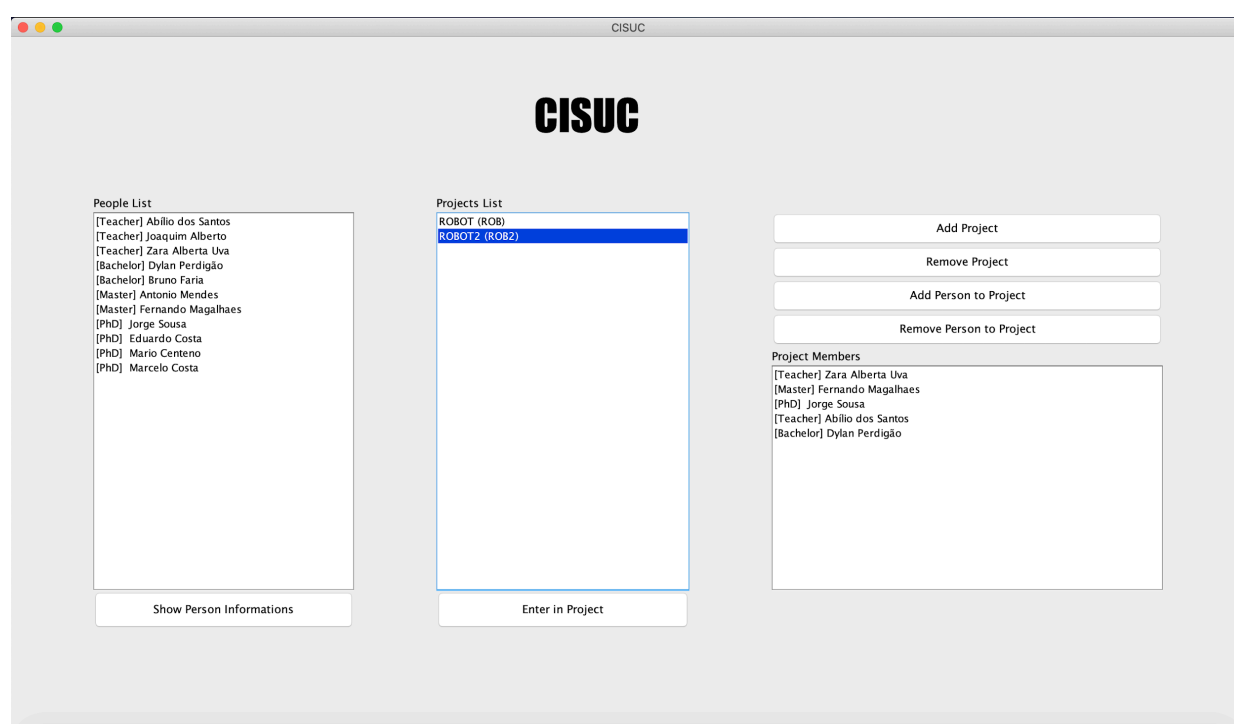 CISUC
CISUC
People List
[Teacher] Abílio dos Santos
[Teacher] Joaquim Alberto
[Teacher] Zara Alberta Uva
[Bachelor] Dylan Perdigão
[Bachelor] Bruno Faria
[Master] Antonio Mendes
[Master] Fernando Magalhaes
[PhD]  Jorge Sousa
[PhD]  Eduardo Costa
[PhD]  Mario Centeno
[PhD]  Marcelo Costa
Show Person Informations
Projects List
ROBOT (ROB)
ROBOT2 (ROB2)
Enter in Project
Add Project
Remove Project
Add Person to Project
Remove Person to Project
Project Members
[Teacher] Zara Alberta Uva
[Master] Fernando Magalhaes
[PhD]  Jorge Sousa
[Teacher] Abílio dos Santos
[Bachelor] Dylan Perdigão